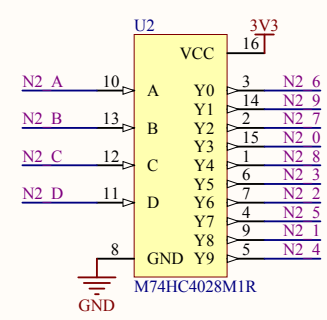 U2
3V3
VCC 16
N2_A 10 A Y0 3 N2_6
Y1 14 N2_9
N2_B 13 B Y2 2 N2_7
Y3 15 N2_0
N2_C 12 C Y4 1 N2_8
Y5 6 N2_3
N2_D 11 D Y6 7 N2_2
Y7 4 N2_5
Y8 9 N2_1
8 GND Y9 5 N2_4
M74HC4028M1R
GND